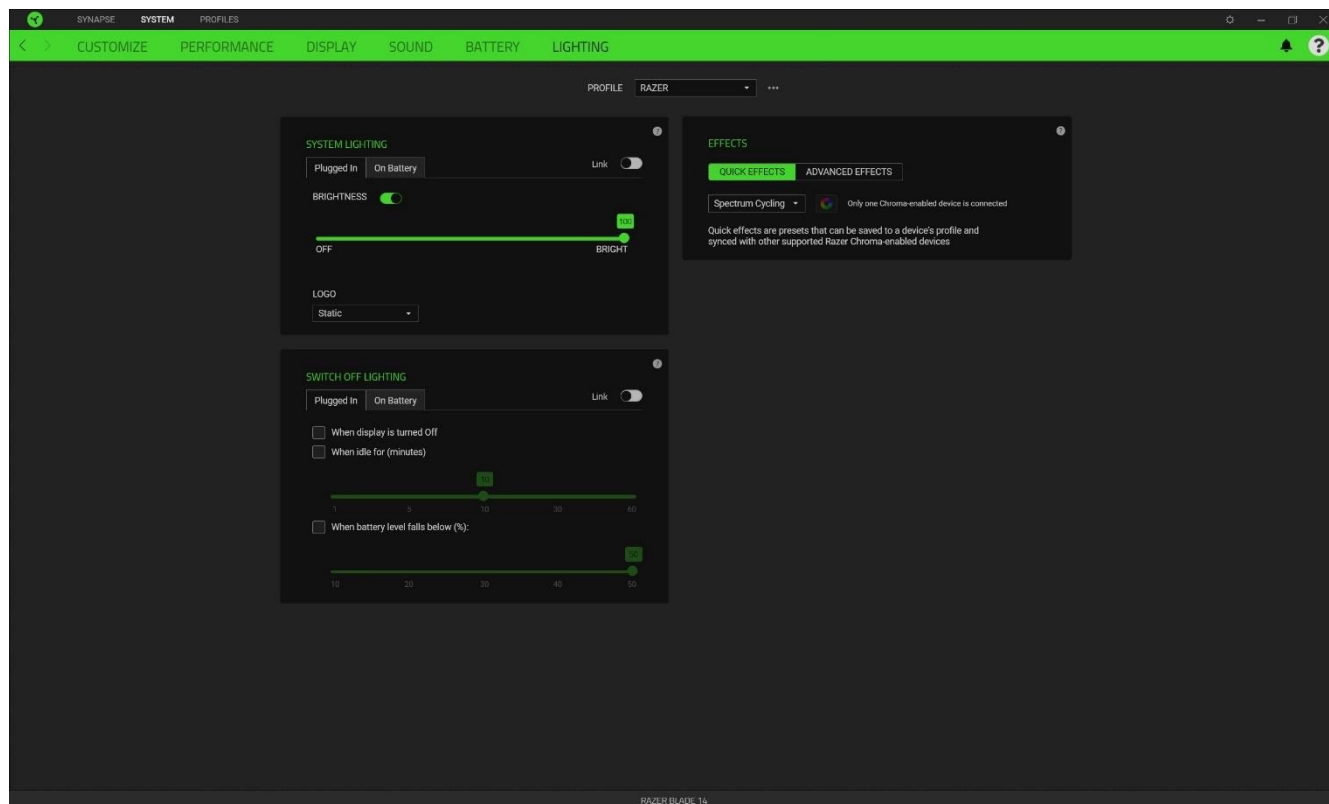 SYNAPSE SYSTEM PROFILES
CUSTOMIZE PERFORMANCE DISPLAY SOUND BATTERY LIGHTING
PROFILE RAZER
SYSTEM LIGHTING
Plugged In On Battery Link
BRIGHTNESS
100
OFF BRIGHT
LOGO
Static
EFFECTS
QUICK EFFECTS ADVANCED EFFECTS
Spectrum Cycling Only one Chroma-enabled device is connected
Quick effects are presets that can be saved to a device's profile and
synced with other supported Razer Chroma-enabled devices
SWITCH OFF LIGHTING
Plugged In On Battery Link
When display is turned Off
When idle for (minutes)
10
1 5 10 30 60
When battery level falls below (%):
50
10 20 30 40 50
RAZER BLADE 14